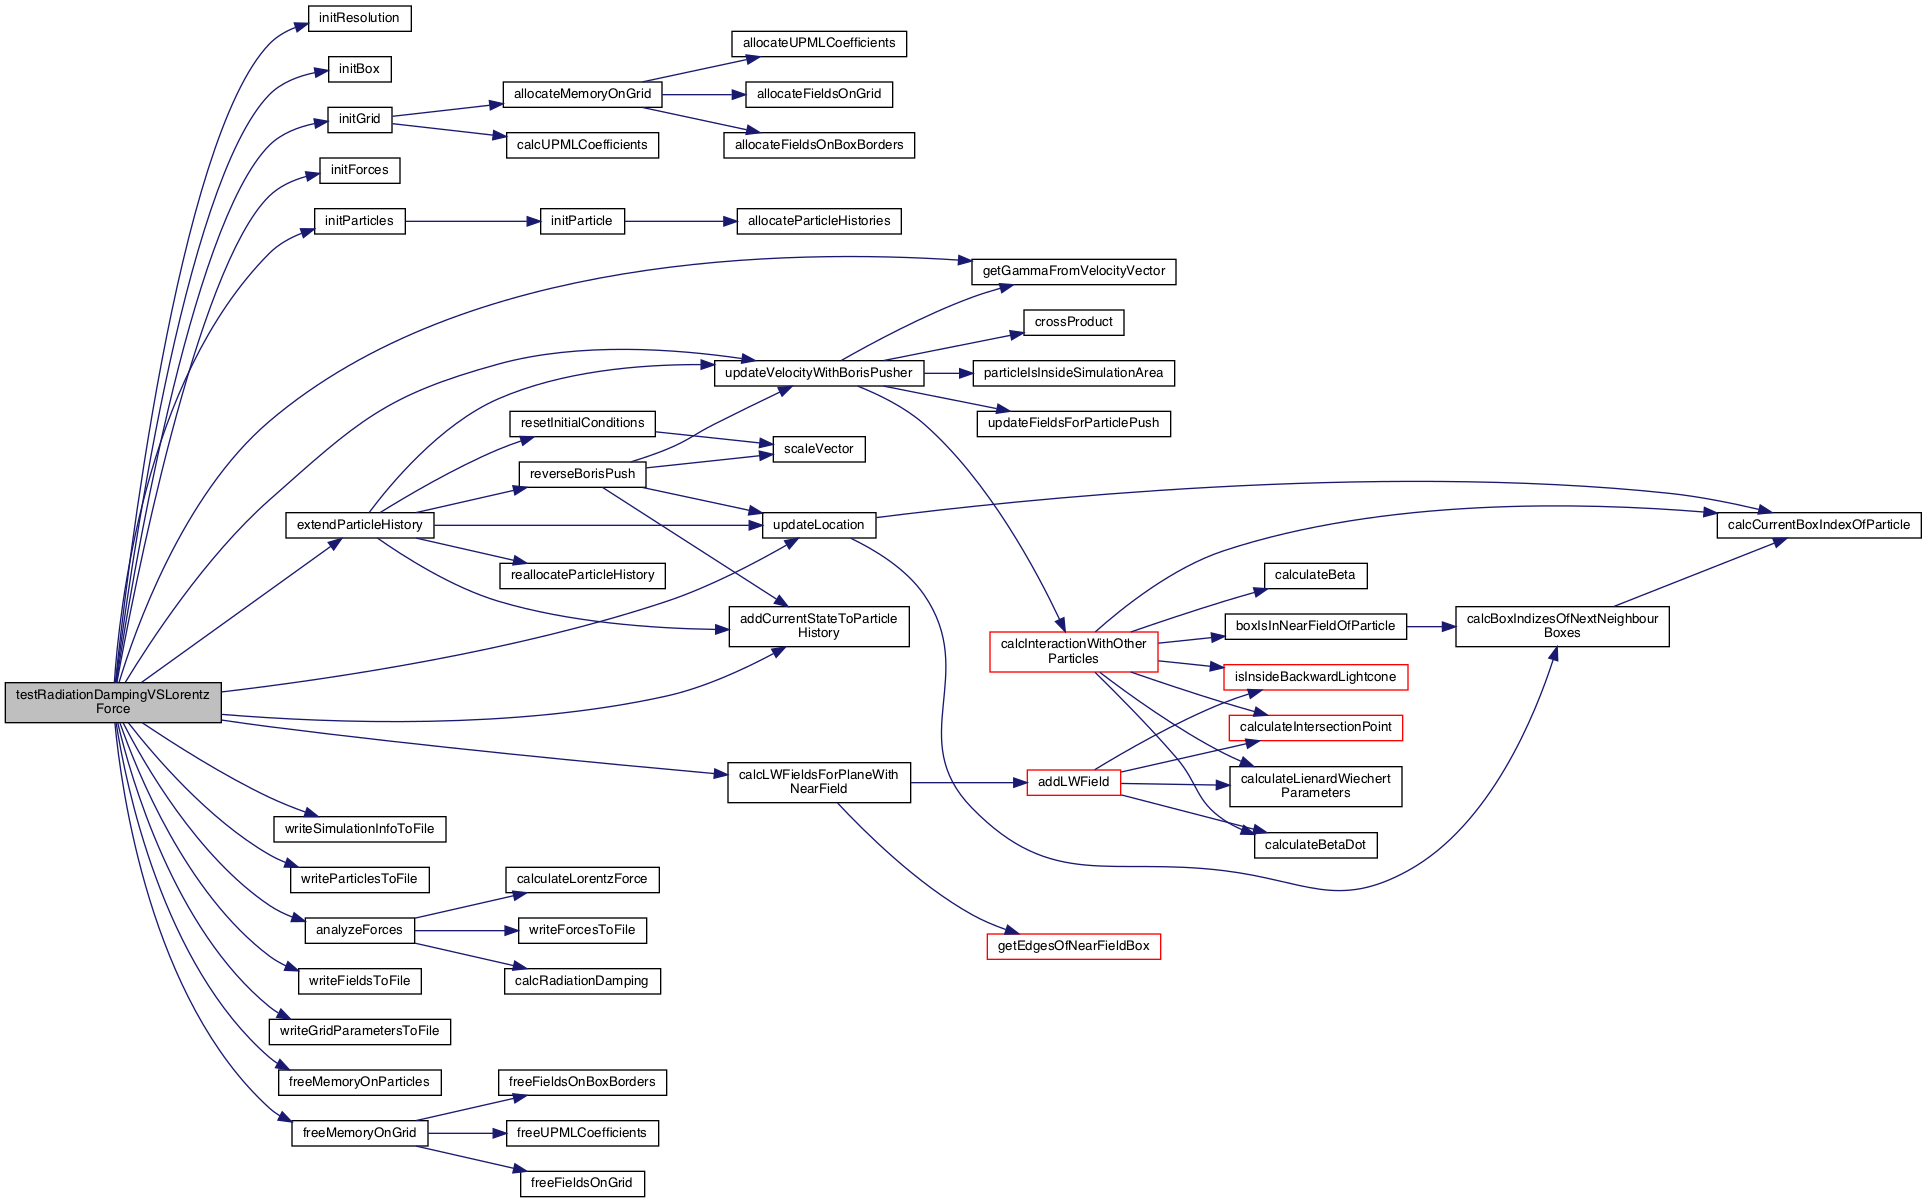 initResolution
initBox
initGrid
initForces
initParticles
allocateMemoryOnGrid
calcUPMLCoefficients
allocateUPMLCoefficients
allocateFieldsOnGrid
allocateFieldsOnBoxBorders
initParticle
allocateParticleHistories
getGammaFromVelocityVector
crossProduct
updateVelocityWithBorisPusher
particleIsInsideSimulationArea
updateFieldsForParticlePush
resetInitialConditions
scaleVector
reverseBorisPush
extendParticleHistory
updateLocation
calcCurrentBoxIndexOfParticle
reallocateParticleHistory
calculateBeta
addCurrentStateToParticle
History
calcInteractionWithOther
Particles
boxIsInNearFieldOfParticle
calcBoxIndizesOfNextNeighbour
Boxes
isInsideBackwardLightcone
testRadiationDampingVSLorentz
Force
calculateIntersectionPoint
calcLWFieldsForPlaneWith
NearField
addLWField
calculateLienardWiechert
Parameters
calculateBetaDot
writeSimulationInfoToFile
writeParticlesToFile
calculateLorentzForce
analyzeForces
writeForcesToFile
getEdgesOfNearFieldBox
writeFieldsToFile
calcRadiationDamping
writeGridParametersToFile
freeMemoryOnParticles
freeFieldsOnBoxBorders
freeMemoryOnGrid
freeUPMLCoefficients
freeFieldsOnGrid